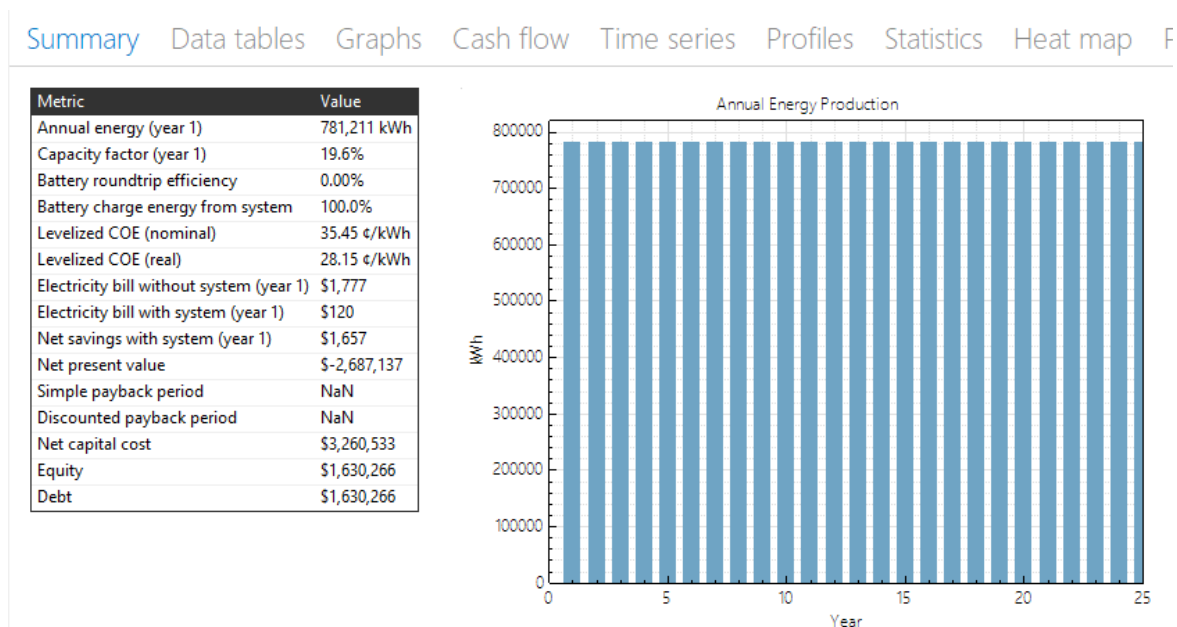 Summary Data tables Graphs Cash flow Time series Profiles Statistics Heat map
Metric Value
Annual energy (year 1) 781,211 kWh
Capacity factor (year 1) 19.6%
Battery roundtrip efficiency 0.00%
Battery charge energy from system 100.0%
Levelized COE (nominal) 35.45 ¢/kWh
Levelized COE (real) 28.15 ¢/kWh
Electricity bill without system (year 1) $1,777
Electricity bill with system (year 1) $120
Net savings with system (year 1) $1,657
Net present value $-2,687,137
Simple payback period NaN
Discounted payback period NaN
Net capital cost $3,260,533
Equity $1,630,266
Debt $1,630,266
Annual Energy Production
800000
700000
600000
500000
400000
300000
200000
100000
0
kWh
0 5 10 15 20 25
Year